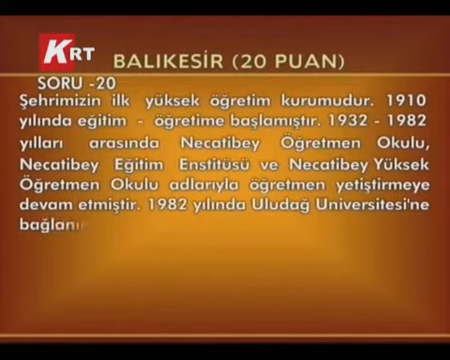 KRT
BALIKESİR (20 PUAN)
SORU -20
Şehrimizin ilk yüksek öğretim kurumudur. 1910
yılında eğitim - öğretime başlamıştır. 1932 - 1982
yılları arasında Necatibey Öğretmen Okulu,
Necatibey Eğitim Enstitüsü ve Necatibey Yüksek
Öğretmen Okulu adlarıyla öğretmen yetiştirmeye
devam etmiştir. 1982 yılında Uludağ Universitesi'ne